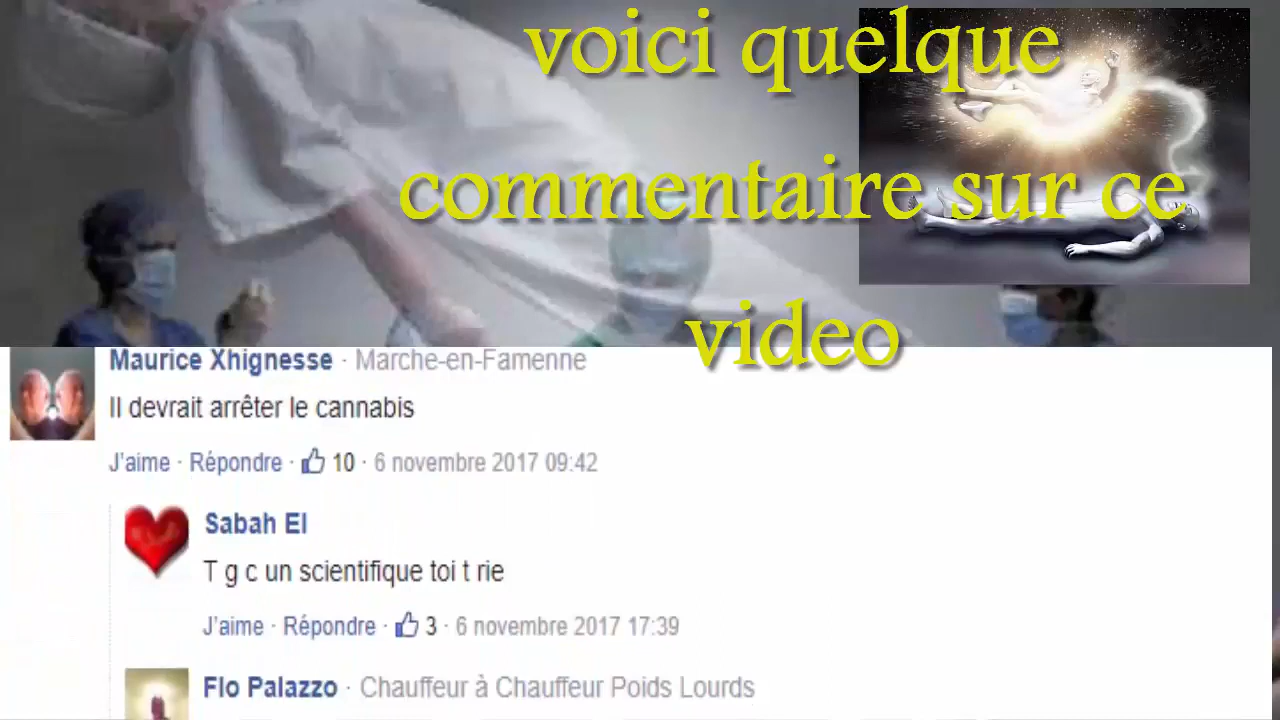 voici quelque
commentaire sur ce
video
Maurice Xhignesse · Marche-en-Famenne
Il devrait arrêter le cannabis
J'aime · Répondre · 10 · 6 novembre 2017 09:42
Sabah El
T g c un scientifique toi t rie
J'aime · Répondre · 3 · 6 novembre 2017 17:39
Flo Palazzo · Chauffeur à Chauffeur Poids Lourds